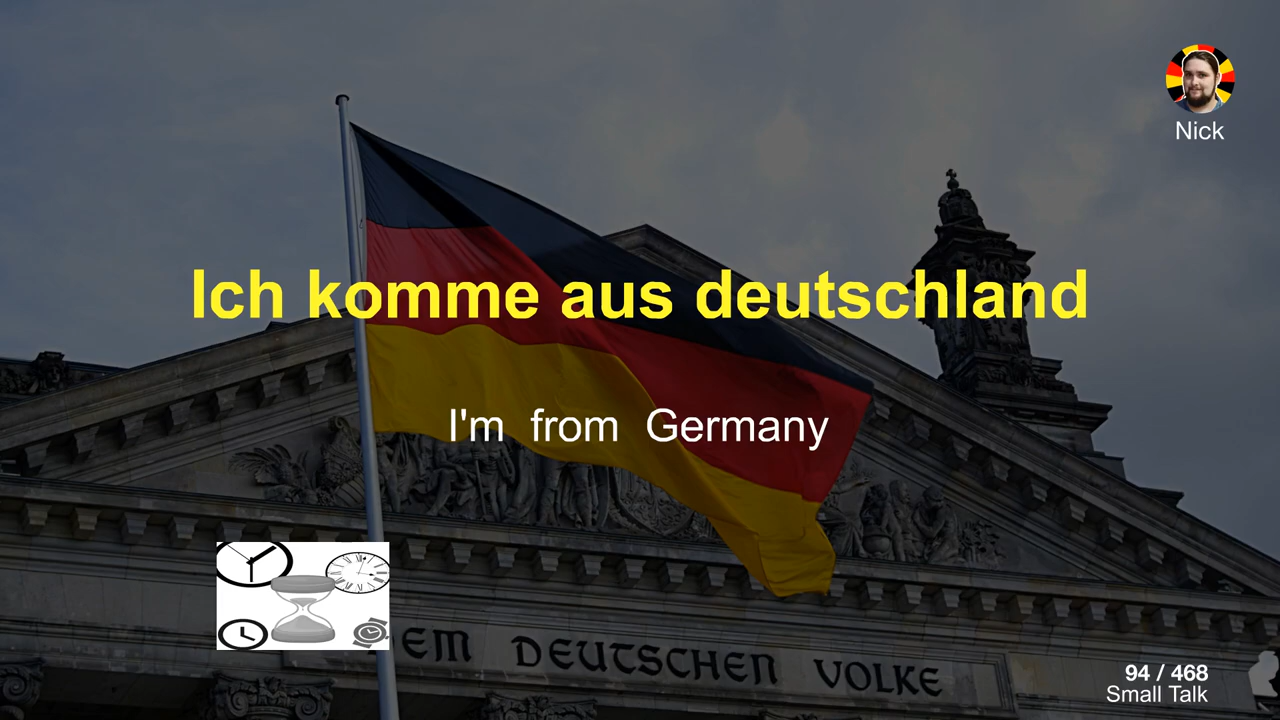 Nick
Ich komme aus deutschland
I'm from Germany
EM DEUTSCHEN VOLKE
94 / 468
Small Talk